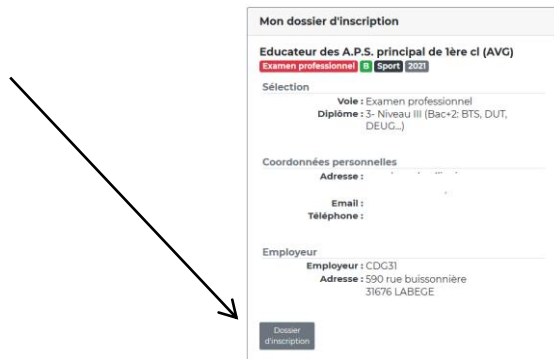 Mon dossier d'inscription
Educateur des A.P.S. principal de 1ère cl (AVG)
Examen professionnel B Sport 2021
Sélection
Voie : Examen professionnel
Diplôme : 3- Niveau III (Bac+2: BTS, DUT,
DEUG...)
Coordonnées personnelles
Adresse :
Email :
Téléphone :
Employeur
Employeur : CDG31
Adresse : 590 rue buissonnière
31676 LABEGE
Dossier
d'inscription